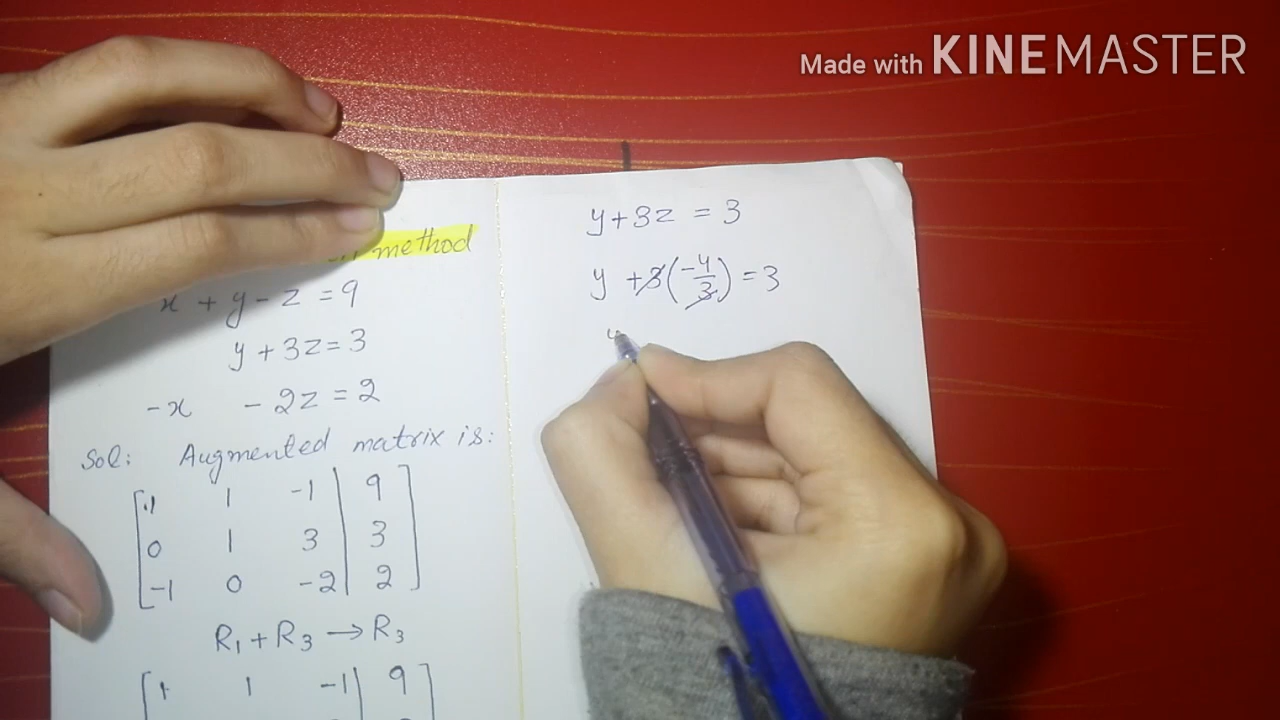 Made with KINEMASTER
method
x + y - z = 9
y + 3z = 3
-x - 2z = 2
Sol: Augmented matrix is:
1 1 -1 | 9
0 1 3 | 3
-1 0 -2 | 2
R₁ + R₃ → R₃
1 1 -1 | 9
y + 3z = 3
y + 3(-4/3) = 3